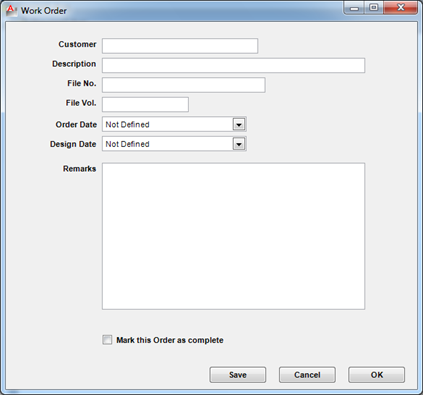 Work Order
Customer
Description
File No.
File Vol.
Order Date Not Defined
Design Date Not Defined
Remarks
Mark this Order as complete
Save Cancel OK